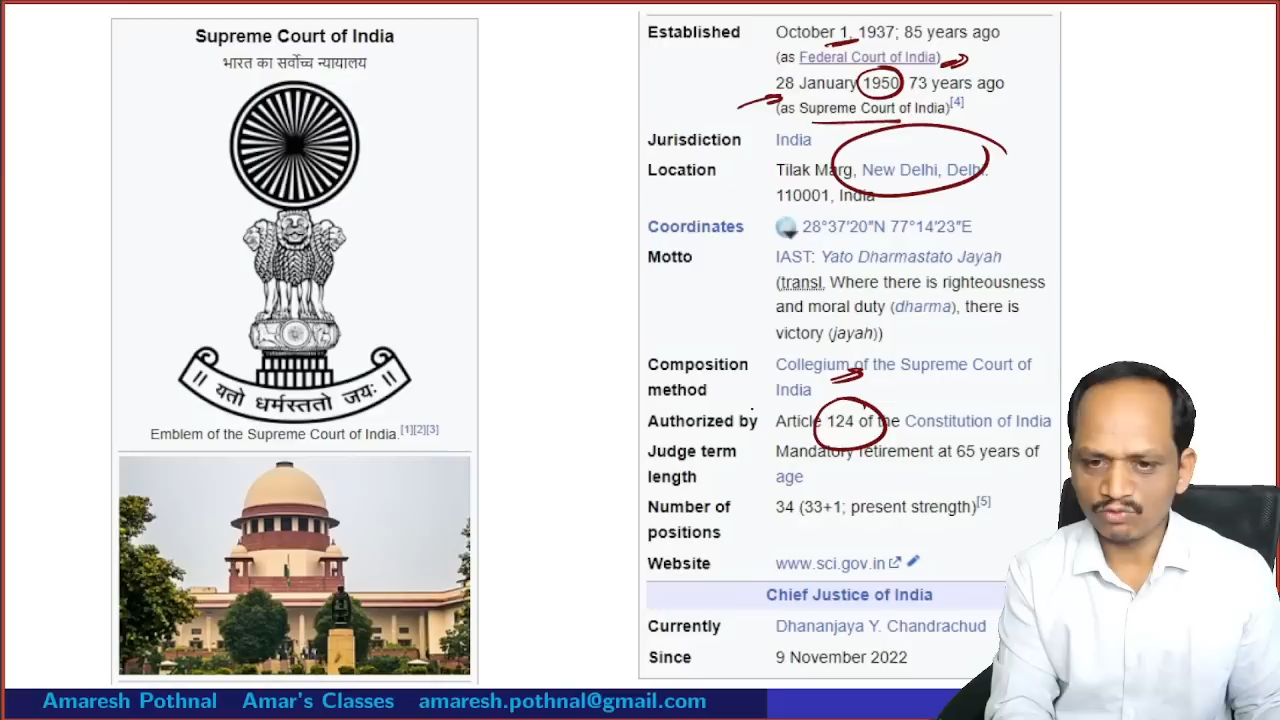 Supreme Court of India
भारत का सर्वोच्च न्यायालय
|| यतो धर्मस्ततो जयः ||
Emblem of the Supreme Court of India.[1][2][3]
Established October 1, 1937; 85 years ago
(as Federal Court of India)
28 January 1950; 73 years ago
(as Supreme Court of India)[4]
Jurisdiction India
Location Tilak Marg, New Delhi, Delhi:
110001, India
Coordinates 28°37′20″N 77°14′23″E
Motto IAST: Yato Dharmastato Jayah
(transl. Where there is righteousness
and moral duty (dharma), there is
victory (jayah))
Composition Collegium of the Supreme Court of
method India
Authorized by Article 124 of the Constitution of India
Judge term Mandatory retirement at 65 years of
length age
Number of 34 (33+1; present strength)[5]
positions
Website www.sci.gov.in
Chief Justice of India
Currently Dhananjaya Y. Chandrachud
Since 9 November 2022
Amaresh Pothnal Amar's Classes amaresh.pothnal@gmail.com